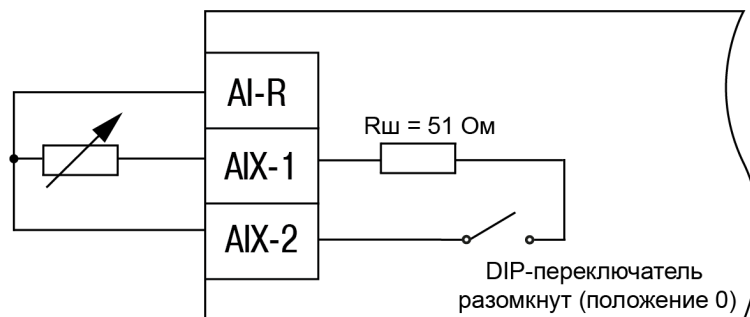 AI-R
Rш = 51 Ом
AIX-1
AIX-2
DIP-переключатель
разомкнут (положение 0)